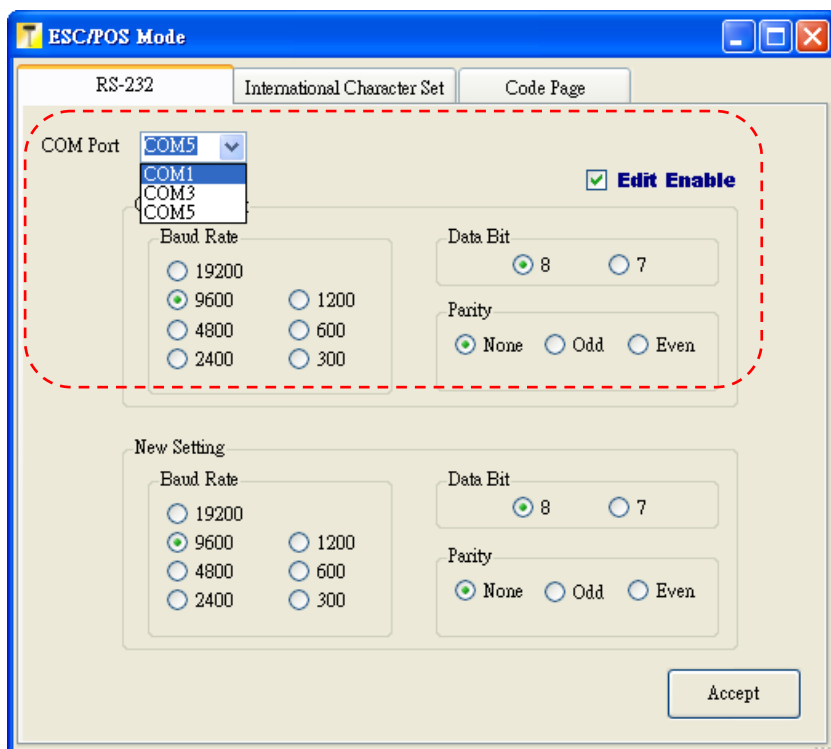 ESC/POS Mode
RS-232 International Character Set Code Page
COM Port COM5
COM1
COM3
COM5
Edit Enable
Baud Rate
19200
9600 1200
4800 600
2400 300
Data Bit
8 7
Parity
None Odd Even
New Setting
Baud Rate
19200
9600 1200
4800 600
2400 300
Data Bit
8 7
Parity
None Odd Even
Accept